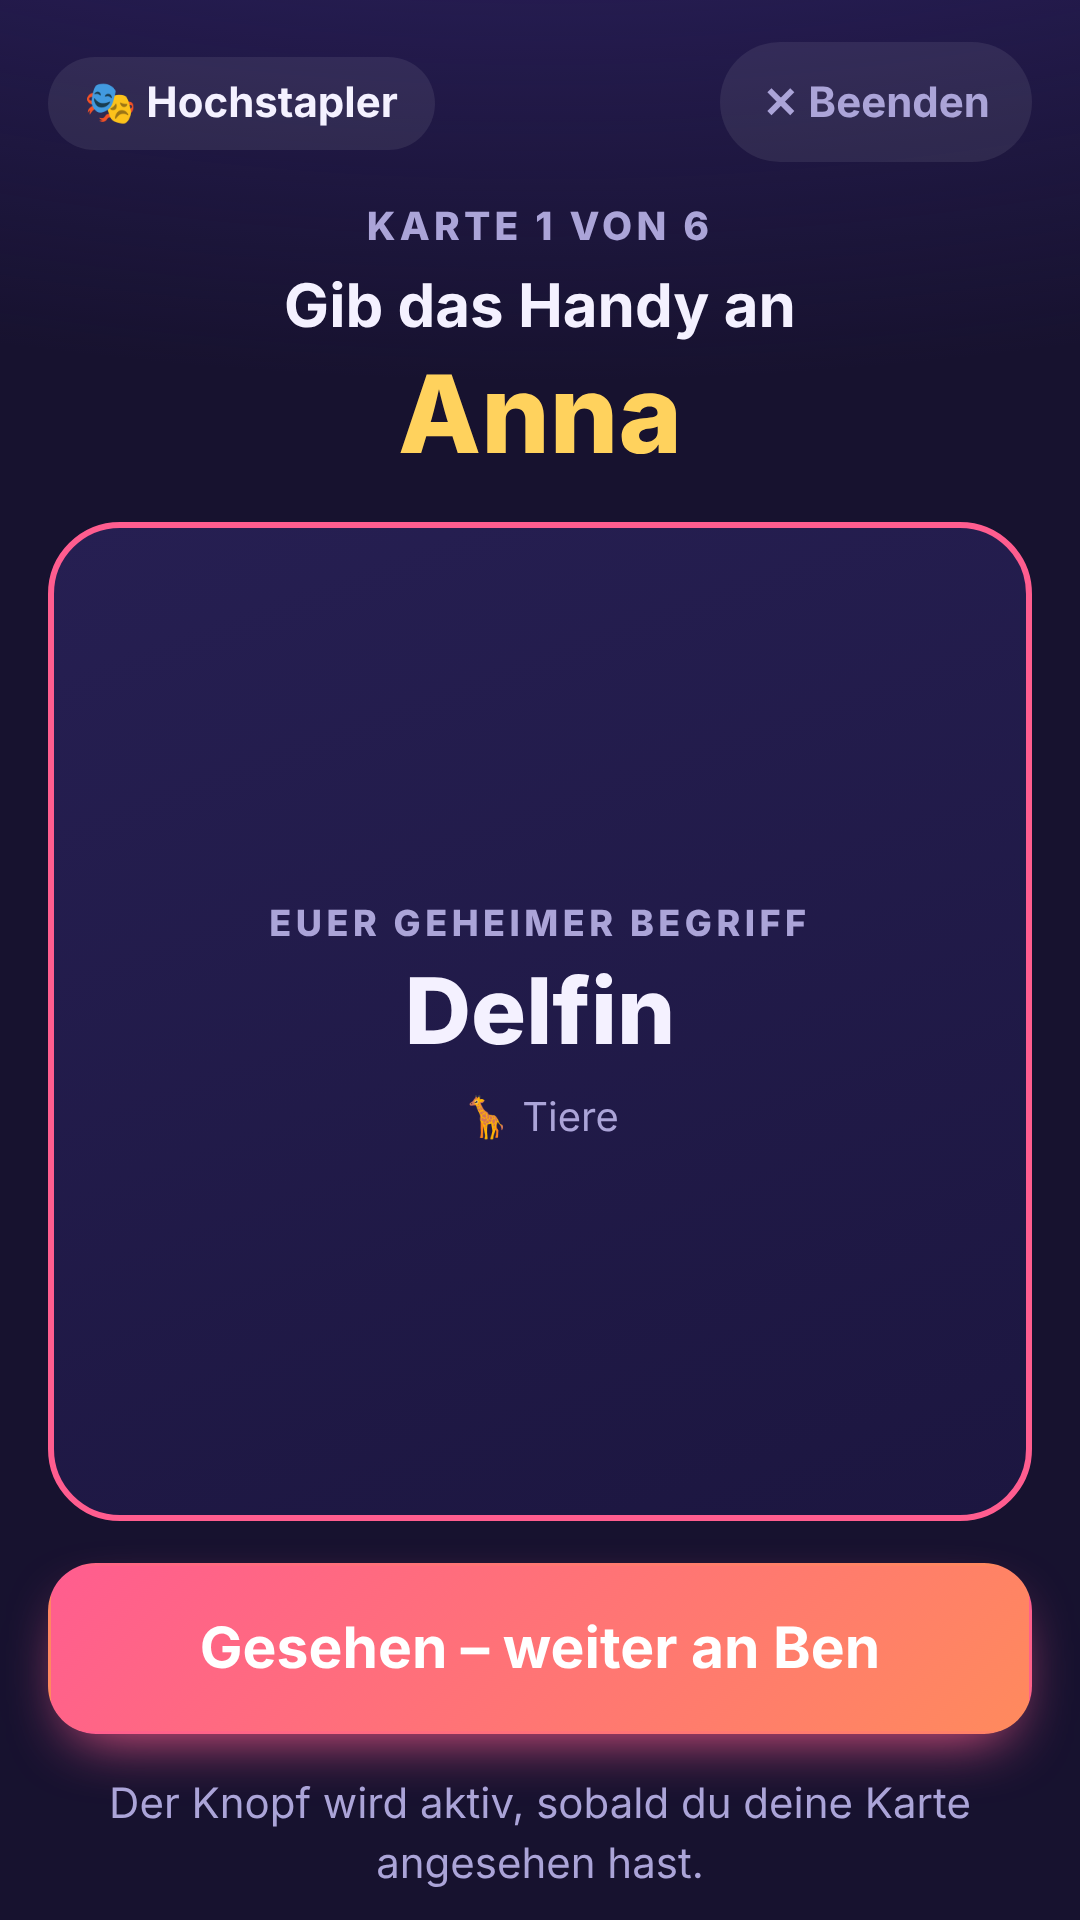 🎭 Hochstapler
✕ Beenden
KARTE 1 VON 6
Gib das Handy an
Anna
EUER GEHEIMER BEGRIFF
Delfin
🦒 Tiere
Gesehen – weiter an Ben
Der Knopf wird aktiv, sobald du deine Karte
angesehen hast.